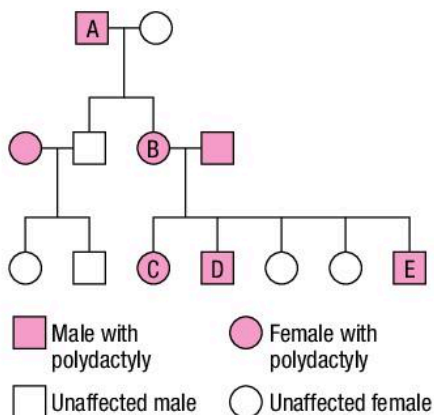 A
B
C
D
E
Male with
polydactyly
Female with
polydactyly
Unaffected male
Unaffected female